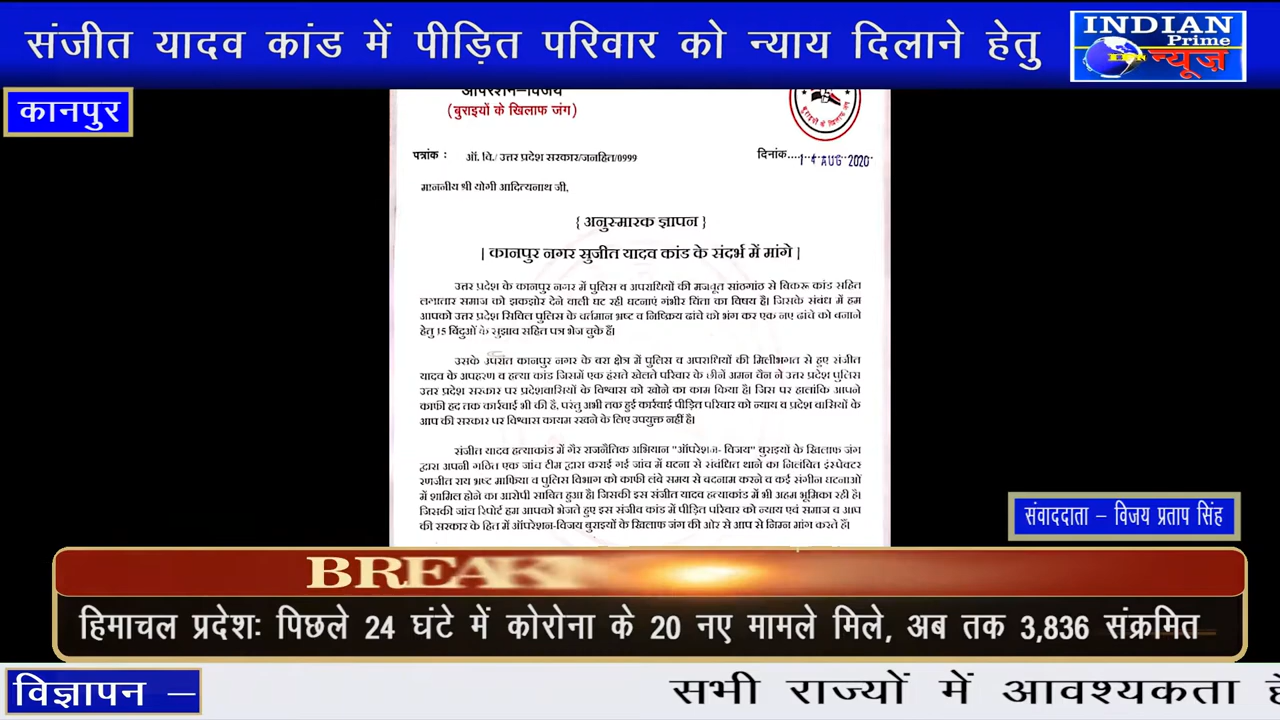 संजीत यादव कांड में पीड़ित परिवार को न्याय दिलाने हेतु
INDIAN
Prime
न्यूज़
कानपुर
ऑपरेशन-विजय
(बुराइयों के खिलाफ जंग)
बुराईयों के खिलाफ जंग
पत्रांक : ऑ. वि./ उत्तर प्रदेश सरकार/जनहित/0999
दिनांक.............
14 AUG 2020
माननीय श्री योगी आदित्यनाथ जी,
{ अनुस्मारक ज्ञापन }
| कानपुर नगर सुजीत यादव कांड के संदर्भ में मांगे |
उत्तर प्रदेश के कानपुर नगर में पुलिस व अपराधियों की मजबूत सांठगांठ से बिकरू कांड सहित
लगातार समाज को झकझोर देने वाली घट रही घटनाएं गंभीर चिंता का विषय है। जिसके संबंध में हम
आपको उत्तर प्रदेश सिविल पुलिस के वर्तमान भ्रष्ट व निष्क्रिय ढांचे को भंग कर एक नए ढांचे को बनाने
हेतु 15 बिंदुओं के सुझाव सहित पत्र भेज चुके हैं।
उसके उपरांत कानपुर नगर के बरा क्षेत्र में पुलिस व अपराधियों की मिलीभगत से हुए संजीत
यादव के अपहरण व हत्या कांड जिसमें एक हंसते खेलते परिवार के छीनें अमन चैन ने उत्तर प्रदेश पुलिस
उत्तर प्रदेश सरकार पर प्रदेशवासियों के विश्वास को खोने का काम किया है। जिस पर हालांकि आपने
काफी हद तक कार्रवाई भी की है, परंतु अभी तक हुई कार्रवाई पीड़ित परिवार को न्याय व प्रदेश वासियों के
आप की सरकार पर विश्वास कायम रखने के लिए उपयुक्त नहीं है।
संजीत यादव हत्याकांड में गैर राजनैतिक अभियान "ऑपरेशन- विजय" बुराइयों के खिलाफ जंग
द्वारा अपनी गठित एक जांच टीम द्वारा कराई गई जांच में घटना से संबंधित थाने का निलंबित इंस्पेक्टर
रणजीत राय भ्रष्ट माफिया व पुलिस विभाग को काफी लंबे समय से बदनाम करने व कई संगीन घटनाओं
में शामिल होने का आरोपी साबित हुआ है। जिसकी इस संजीत यादव हत्याकांड में भी अहम भूमिका रही है।
जिसकी जांच रिपोर्ट हम आपको भेजते हुए इस संजीव कांड में पीड़ित परिवार को न्याय एवं समाज व आप
की सरकार के हित में ऑपरेशन-विजय बुराइयों के खिलाफ जंग की ओर से आप से निम्न मांग करते हैं।
संवाददाता – विजय प्रताप सिंह
BREAK
हिमाचल प्रदेशः पिछले 24 घंटे में कोरोना के 20 नए मामले मिले, अब तक 3,836 संक्रमित
विज्ञापन – सभी राज्यों में आवश्यकता है